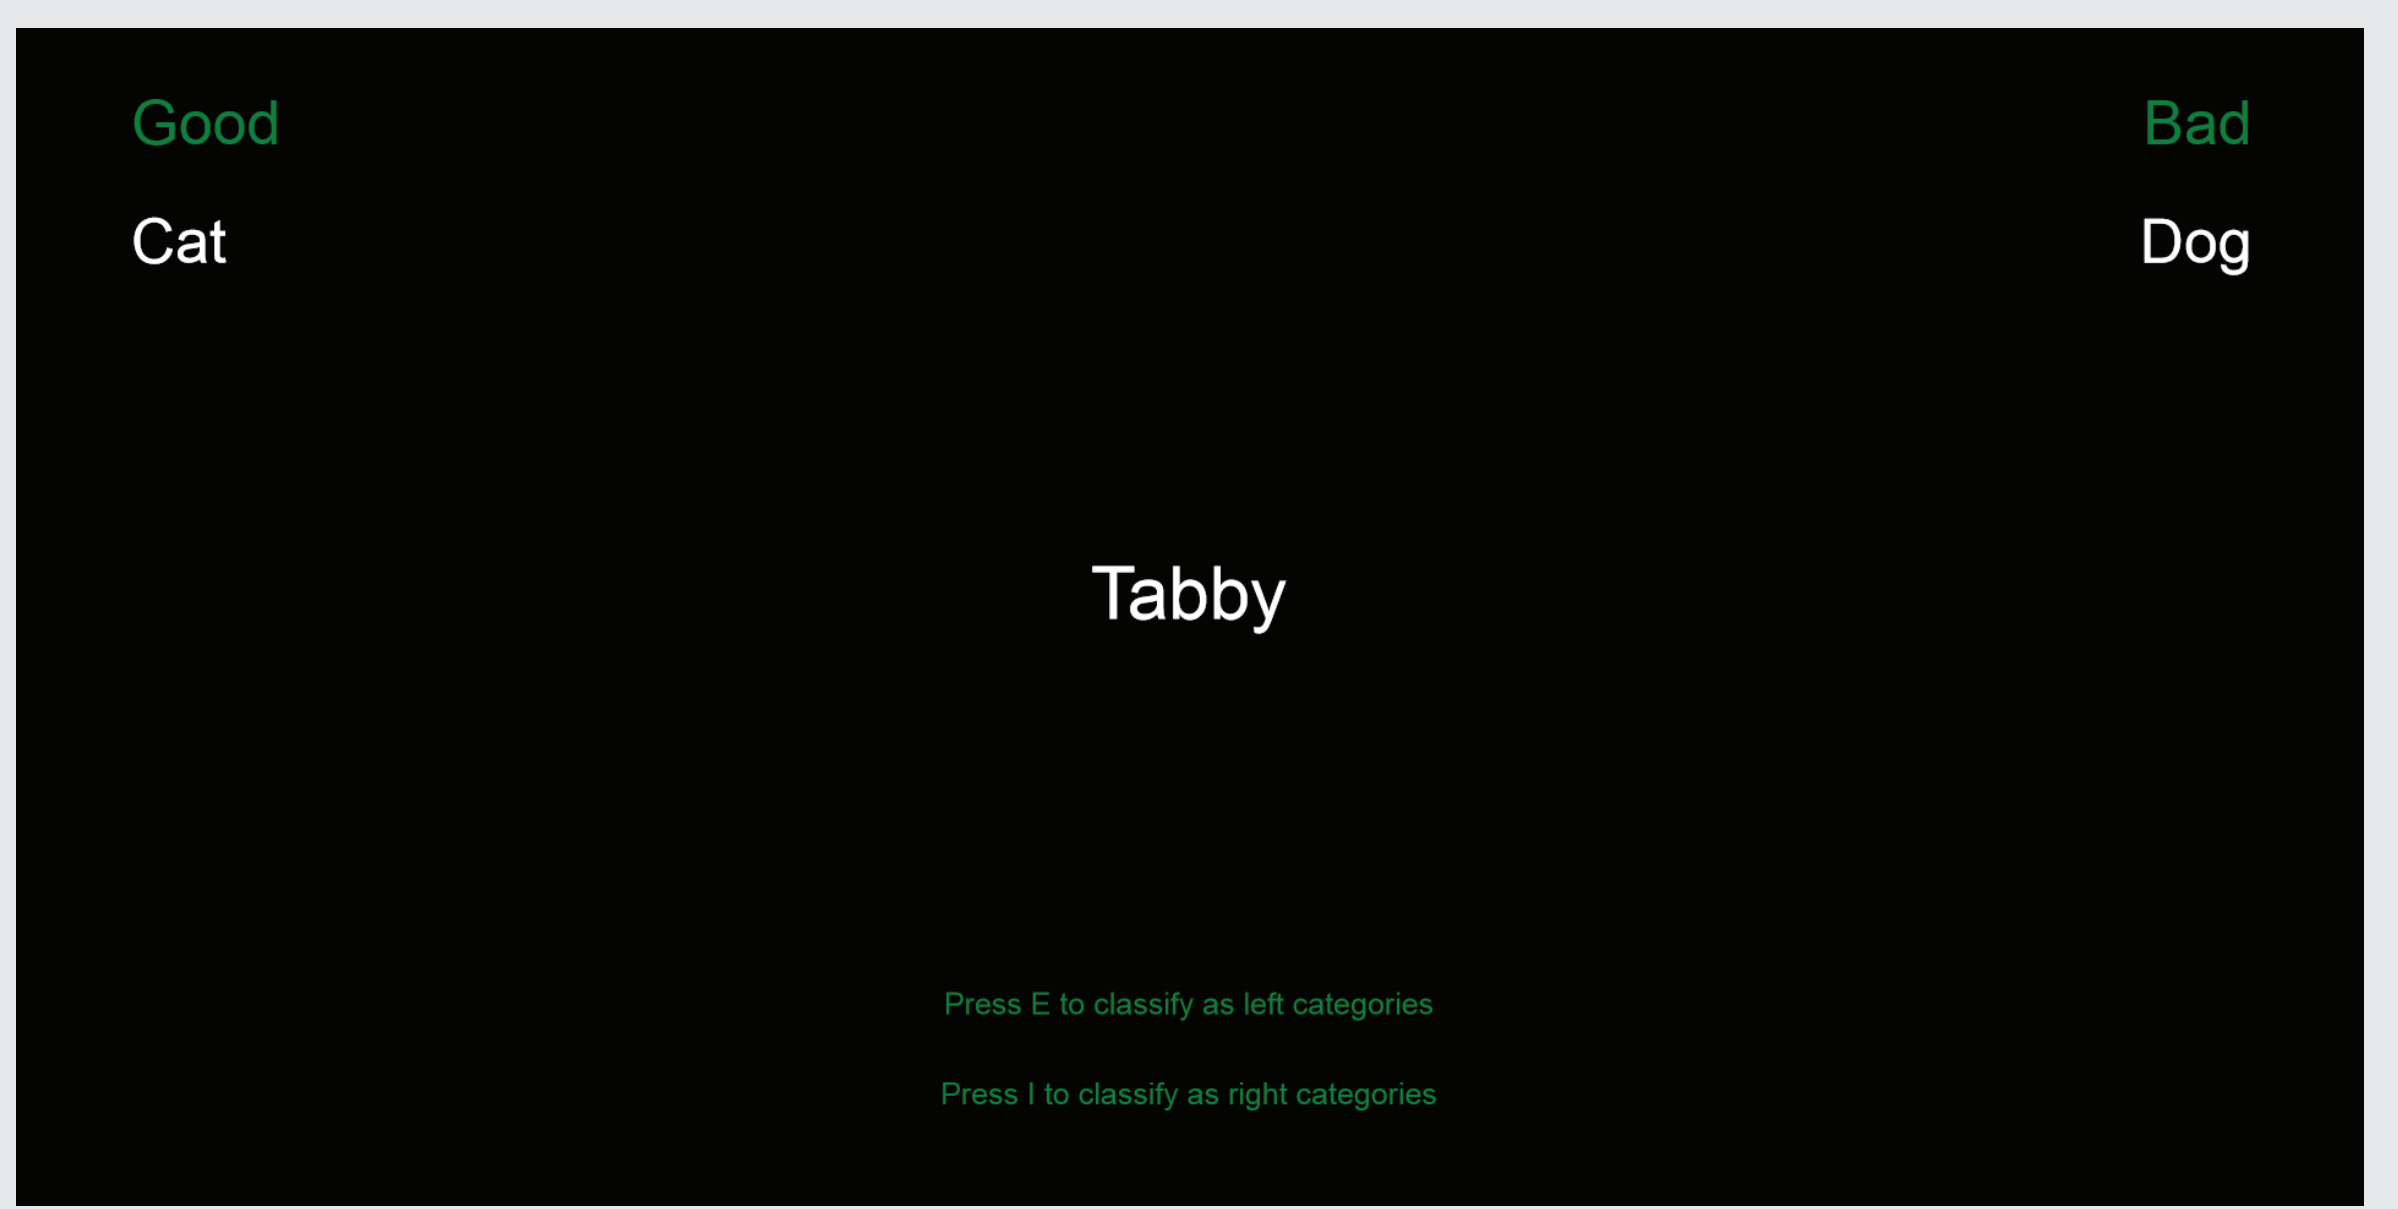 Good
Bad
Cat
Dog
Tabby
Press E to classify as left categories
Press I to classify as right categories